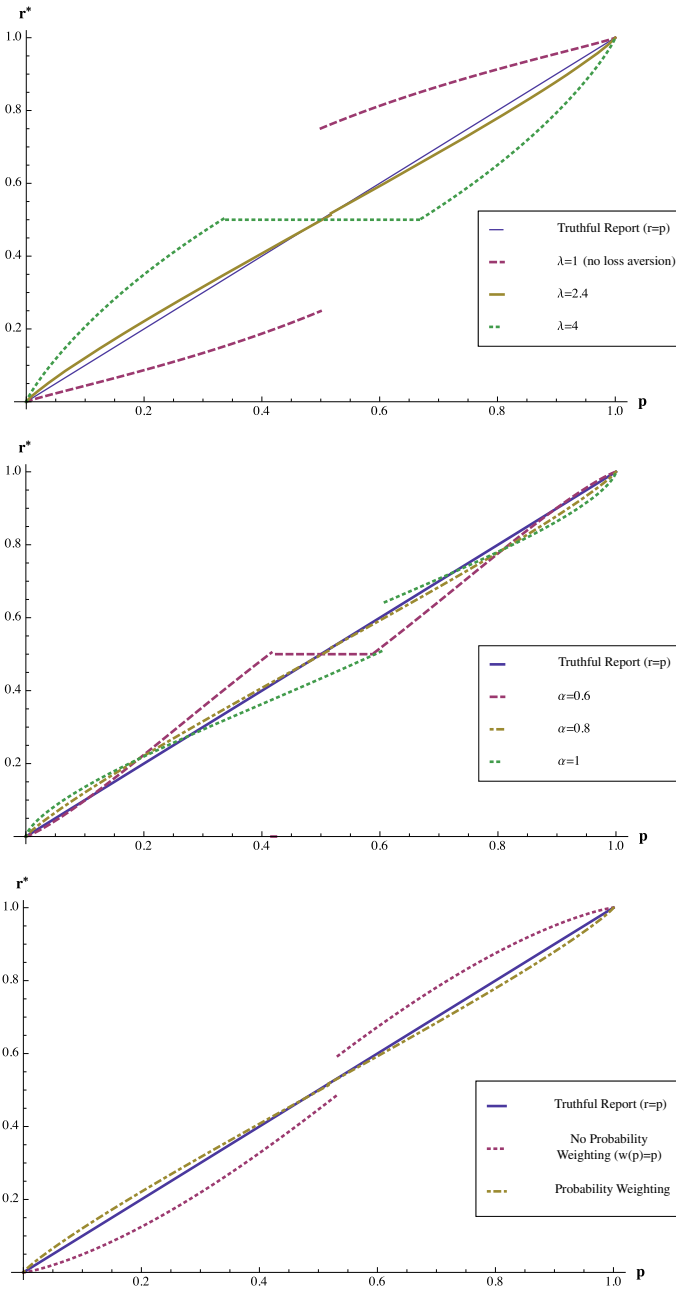 r*
1.0
0.8
0.6
0.4
0.2
0.2
0.4
0.6
0.8
1.0
p
Truthful Report (r=p)
λ=1 (no loss aversion)
λ=2.4
λ=4
r*
1.0
0.8
0.6
0.4
0.2
0.2
0.4
0.6
0.8
1.0
p
Truthful Report (r=p)
α=0.6
α=0.8
α=1
r*
1.0
0.8
0.6
0.4
0.2
0.2
0.4
0.6
0.8
1.0
p
Truthful Report (r=p)
No Probability
Weighting (w(p)=p)
Probability Weighting